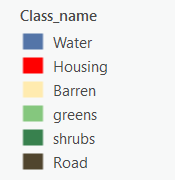 Class_name
Water
Housing
Barren
greens
shrubs
Road